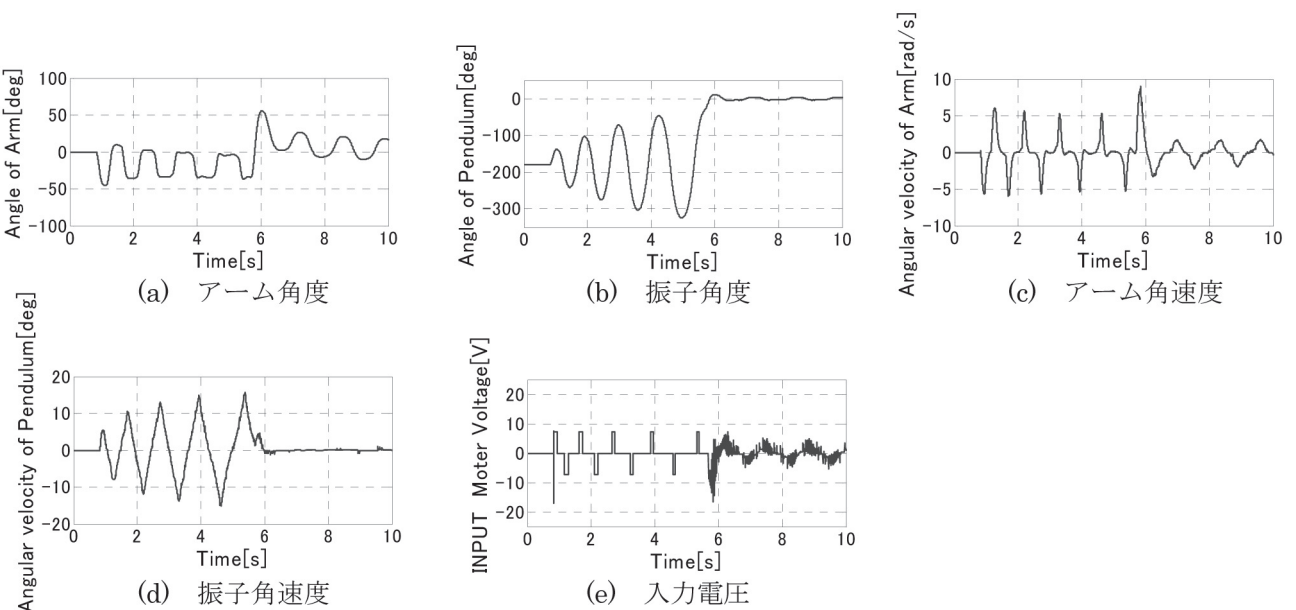 Angle of Arm[deg]
100
50
0
-50
-100
0 2 4 6 8 10
Time[s]
(a) アーム角度
Angle of Pendulum[deg]
0
-100
-200
-300
0 2 4 6 8 10
Time[s]
(b) 振子角度
Angular velocity of Arm[rad/s]
10
5
0
-5
-10
0 2 4 6 8 10
Time[s]
(c) アーム角速度
Angular velocity of Pendulum[deg]
20
10
0
-10
-20
0 2 4 6 8 10
Time[s]
(d) 振子角速度
INPUT Moter Voltage[V]
20
10
0
-10
-20
0 2 4 6 8 10
Time[s]
(e) 入力電圧